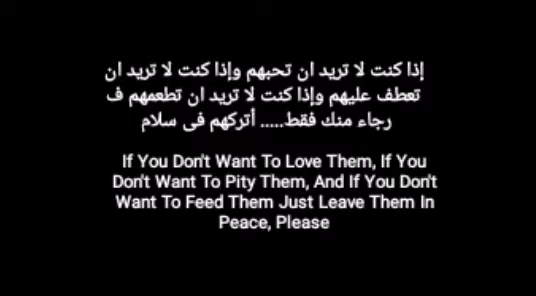 إذا كنت لا تريد ان تحبهم وإذا كنت لا تريد ان
تعطف عليهم وإذا كنت لا تريد ان تطعمهم ف
رجاء منك فقط..... أتركهم فى سلام
If You Don't Want To Love Them, If You
Don't Want To Pity Them, And If You Don't
Want To Feed Them Just Leave Them In
Peace, Please